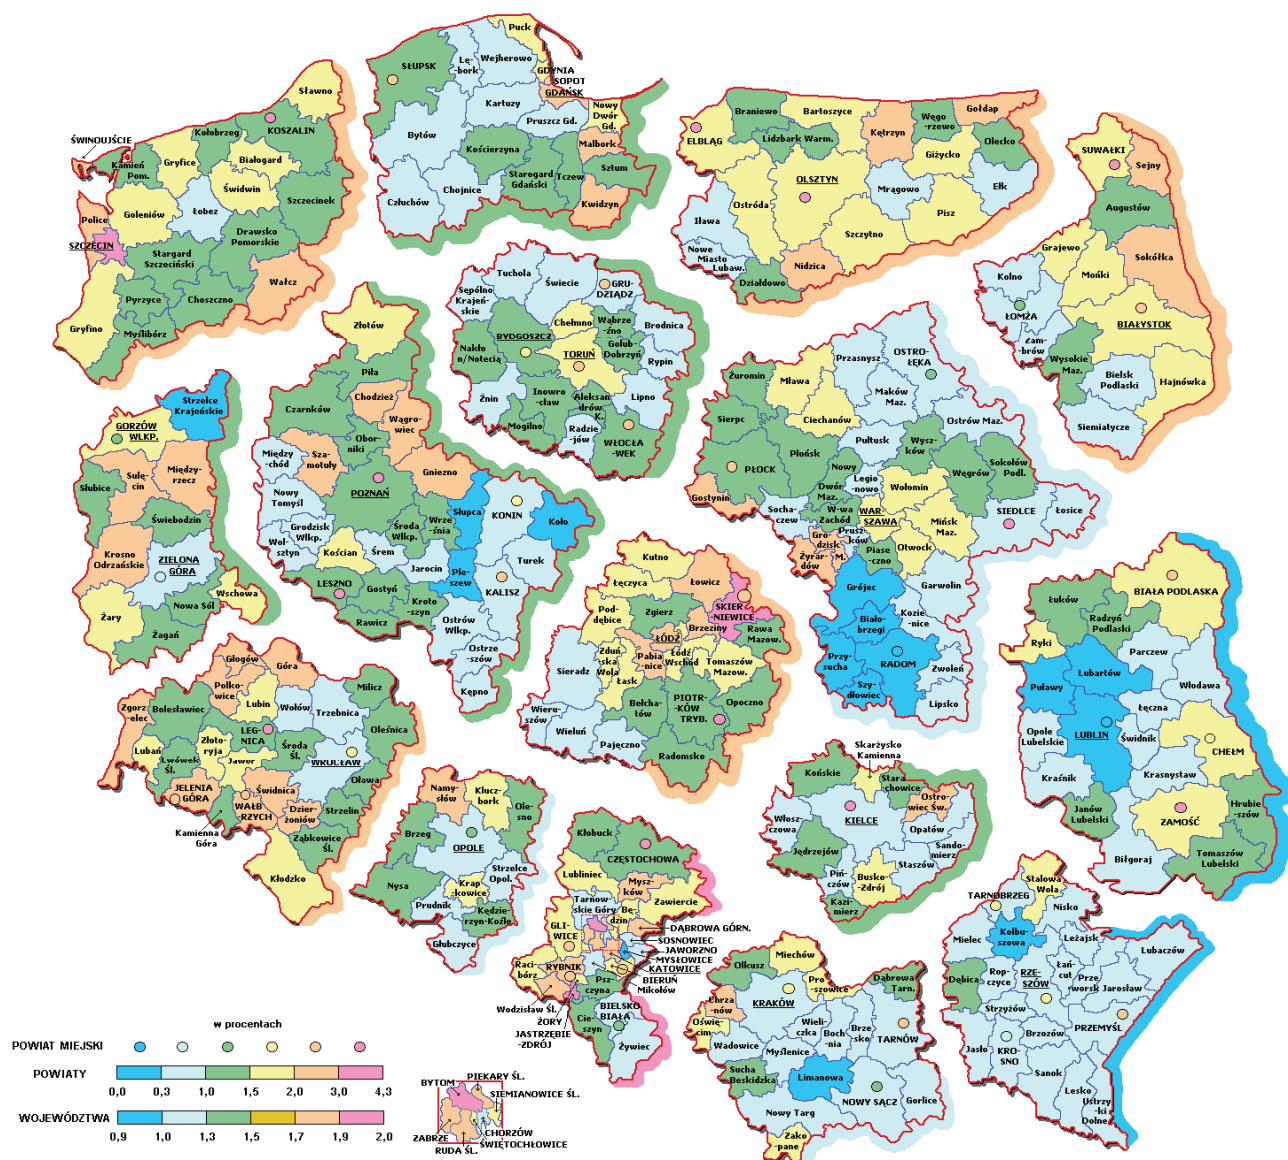 Puck
Sławno
SŁUPSK
Lę-
bork
Wejherowo
GDYNIA
SOPOT
GDAŃSK
Kartuzy
Nowy
Dwór
Gd.
Pruszcz Gd.
Bytów
Malbork
Kościerzyna
Starogard
Gdański
Tczew
Sztum
Chojnice
Człuchów
Kwidzyn
ŚWINOUJŚCIE
Kamień
Pom.
Kołobrzeg
KOSZALIN
Gryfice
Białogard
Świdwin
Goleniów
Łobez
Szczecinek
Police
SZCZECIN
Drawsko
Pomorskie
Stargard
Szczeciński
Wałcz
Pyrzyce
Choszczno
Gryfino
Myślibórz
Braniewo
Bartoszyce
Węgo
-rzewo
Gołdap
ELBLĄG
Lidzbark Warm.
Kętrzyn
Olecko
Giżycko
OLSZTYN
Mrągowo
Ełk
Ostróda
Pisz
Iława
Szczytno
Nowe
Miasto
Lubaw.
Nidzica
Działdowo
SUWAŁKI
Sejny
Augustów
Grajewo
Sokółka
Kolno
Mońki
ŁOMŻA
BIAŁYSTOK
Zam-
brów
Wysokie
Maz.
Bielsk
Podlaski
Hajnówka
Siemiatycze
Tuchola
Sępólno
Krajeń-
skie
Świecie
GRU-
DZIĄDZ
Chełmno
Wąbrze
-źno
Brodnica
BYDGOSZCZ
Nakło
n/Notecią
TORUŃ
Golub
Dobrzyń
Rypin
Żnin
Inowro
-cław
Aleksan
-drów
K.
Lipno
Mogilno
Radzie
-jów
WŁOCŁA
-WEK
Złotów
Piła
Czarnków
Chodzież
Wągro
-wiec
Obor-
niki
Między
-chód
Sza-
motuły
Gniezno
POZNAŃ
Nowy
Tomyśl
Słupca
KONIN
Koło
Grodzisk
Wlkp.
Środa
Wlkp.
Wrze-
śnia
Wol-
sztyn
Kościan
Śrem
Turek
Jarocin
Ple-
szew
LESZNO
Gostyń
KALISZ
Kroto
-szyn
Rawicz
Ostrów
Wlkp.
Ostrze
-szów
Kępno
Strzelce
Krajeńskie
GORZÓW
WLKP.
Sulę-
cin
Między-
rzecz
Słubice
Świebodzin
Krosno
Odrzańskie
ZIELONA
GÓRA
Wschowa
Nowa Sól
Żary
Żagań
OSTRO-
ŁĘKA
Przasnysz
Żuromin
Mława
Maków
Maz.
Ciechanów
Sierpc
Ostrów Maz.
Pułtusk
Wysz-
ków
Płońsk
PŁOCK
Nowy
Dwór
Maz.
Legio
-nowo
Węgrów
Sokołów
Podl.
Gostynin
Wołomin
Socha-
czew
W-wa
Zachód
WAR-
SZAWA
SIEDLCE
Łosice
Mińsk
Maz.
Grodzisk
M.
Prusz-
ków
Otwock
Żyrar-
dów
Piase
-czno
Grójec
Garwolin
Biało-
brzegi
Kozie
-nice
Przy-
sucha
RADOM
Zwoleń
Szy-
dłowiec
Lipsko
Kutno
Łęczyca
Łowicz
SKIER
NIEWICE
Pod-
dębice
Zgierz
Brzeziny
ŁÓDŹ
Rawa
Mazow.
Zduń
ska
Wola
Pabia-
nice
Łódź
Wschód
Tomaszów
Mazow.
Sieradz
Łask
PIOTR-
KÓW
TRYB.
Beł­cha­tów
Opoczno
Wieru-
szów
Wieluń
Pajęczno
Radomsko
BIAŁA PODLASKA
Łuków
Radzyń
Podlaski
Ryki
Parczew
Lubartów
Puławy
Włodawa
Łęczna
Opole
Lubelskie
LUBLIN
Świdnik
CHEŁM
Kraśnik
Krasnystaw
Janów
Lubelski
ZAMOŚĆ
Hrubie-
szów
Biłgoraj
Tomaszów
Lubelski
Głogów
Góra
Polko-
wice
Zgorz
-elec
Bolesławiec
Lubin
Wołów
Milicz
Trzebnica
LEG-
NICA
Oleśnica
Złoto-
ryja
Lubań
Lwówek
Śl.
Środa
Śl.
WROCŁAW
Jawor
Oława
JELENIA
GÓRA
Świdnica
WAŁB
-RZYCH
Dzier-
żoniów
Strzelin
Kamienna
Góra
Ząbkowice
Śl.
Kłodzko
Namy-
słów
Klucz-
bork
Ole-
sno
Brzeg
OPOLE
Strzelce
Opol.
Nysa
Krap
-kowice
Prudnik
Kędzie-
rzyn-Koźle
Głubczyce
Kłobuck
CZĘSTOCHOWA
Lubliniec
Mysz-
ków
Zawiercie
Tarnow-
skie Góry
Bę-
dzin
DĄBROWA GÓRN.
GLI-
WICE
SOSNOWIEC
JAWORZNO
MYSŁOWICE
KATOWICE
BIERUŃ
Mikołów
Raci-
bórz
RYBNIK
Psz-
czyna
Wodzisław Śl.
ŻORY
JASTRZĘBIE
-ZDRÓJ
BIELSKO
BIAŁA
Cie-
szyn
Żywiec
Skarżysko
Kamienna
Końskie
Stara
chowice
Ostro-
wiec Św.
KIELCE
Włosz-
czowa
Opatów
Jędrzejów
Sando-
mierz
Staszów
Piń-
czów
Busko-
Zdrój
Kazi-
mierz
Miechów
Olkusz
Pro
-szowice
Dąbrowa
Tarn.
Chrza
-nów
KRAKÓW
Oświę-
cim
Wieli-
czka
Boch-
nia
Brze-
sko
TARNÓW
Wadowice
Myślenice
Sucha
Beskidzka
Limanowa
NOWY SĄCZ
Gorlice
Nowy Targ
Zako
-pane
Stalowa
Wola
TARNOBRZEG
Nisko
Mielec
Kolbu-
szowa
Leżajsk
Lubaczów
Dębica
Rop-
czyce
RZE-
SZÓW
Łań-
cut
Prze
worsk
Jarosław
Strzyżów
PRZEMYŚL
Jasło
KRO-
SNO
Brzozów
Sanok
Lesko
Ustrzy
-ki
Dolne
w procentach
POWIAT MIEJSKI
POWIATY
0,0 0,3 1,0 1,5 2,0 3,0 4,3
WOJEWÓDZTWA
0,9 1,0 1,3 1,5 1,7 1,9 2,0
PIEKARY ŚL.
BYTOM
SIEMIANOWICE ŚL.
CHORZÓW
ŚWIĘTOCHŁOWICE
ZABRZE
RUDA ŚL.